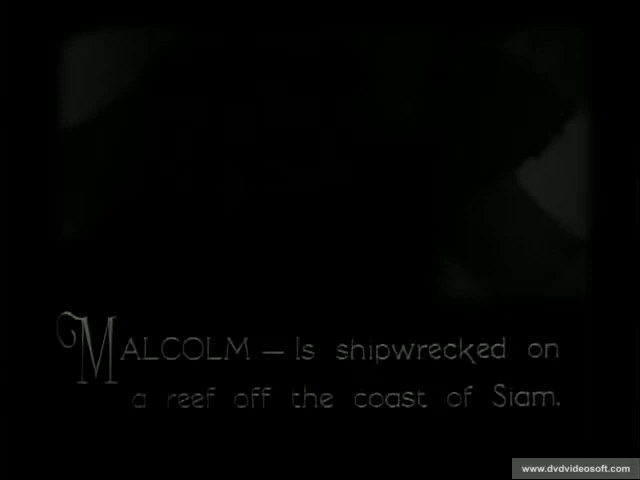 MALCOLM — Is shipwrecked on
a reef off the coast of Siam.
www.dvdvideosoft.com